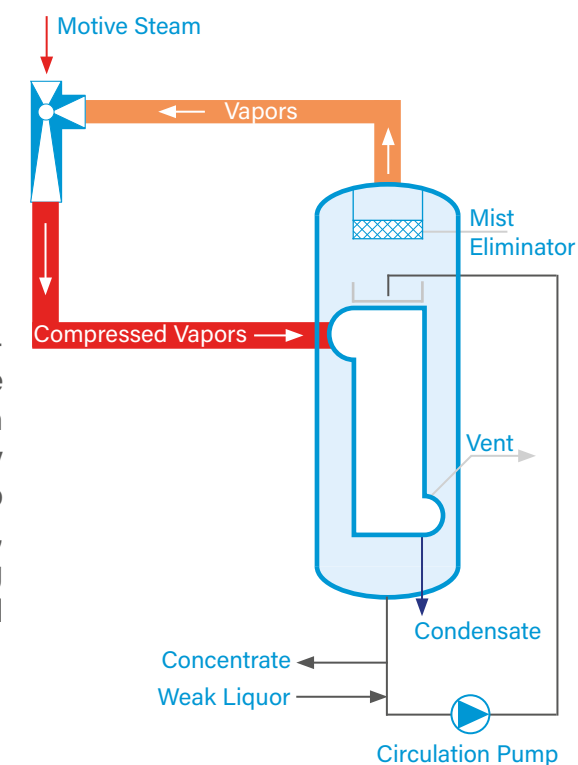 Motive Steam
Vapors
Mist
Eliminator
Compressed Vapors
Vent
Condensate
Concentrate
Weak Liquor
Circulation Pump